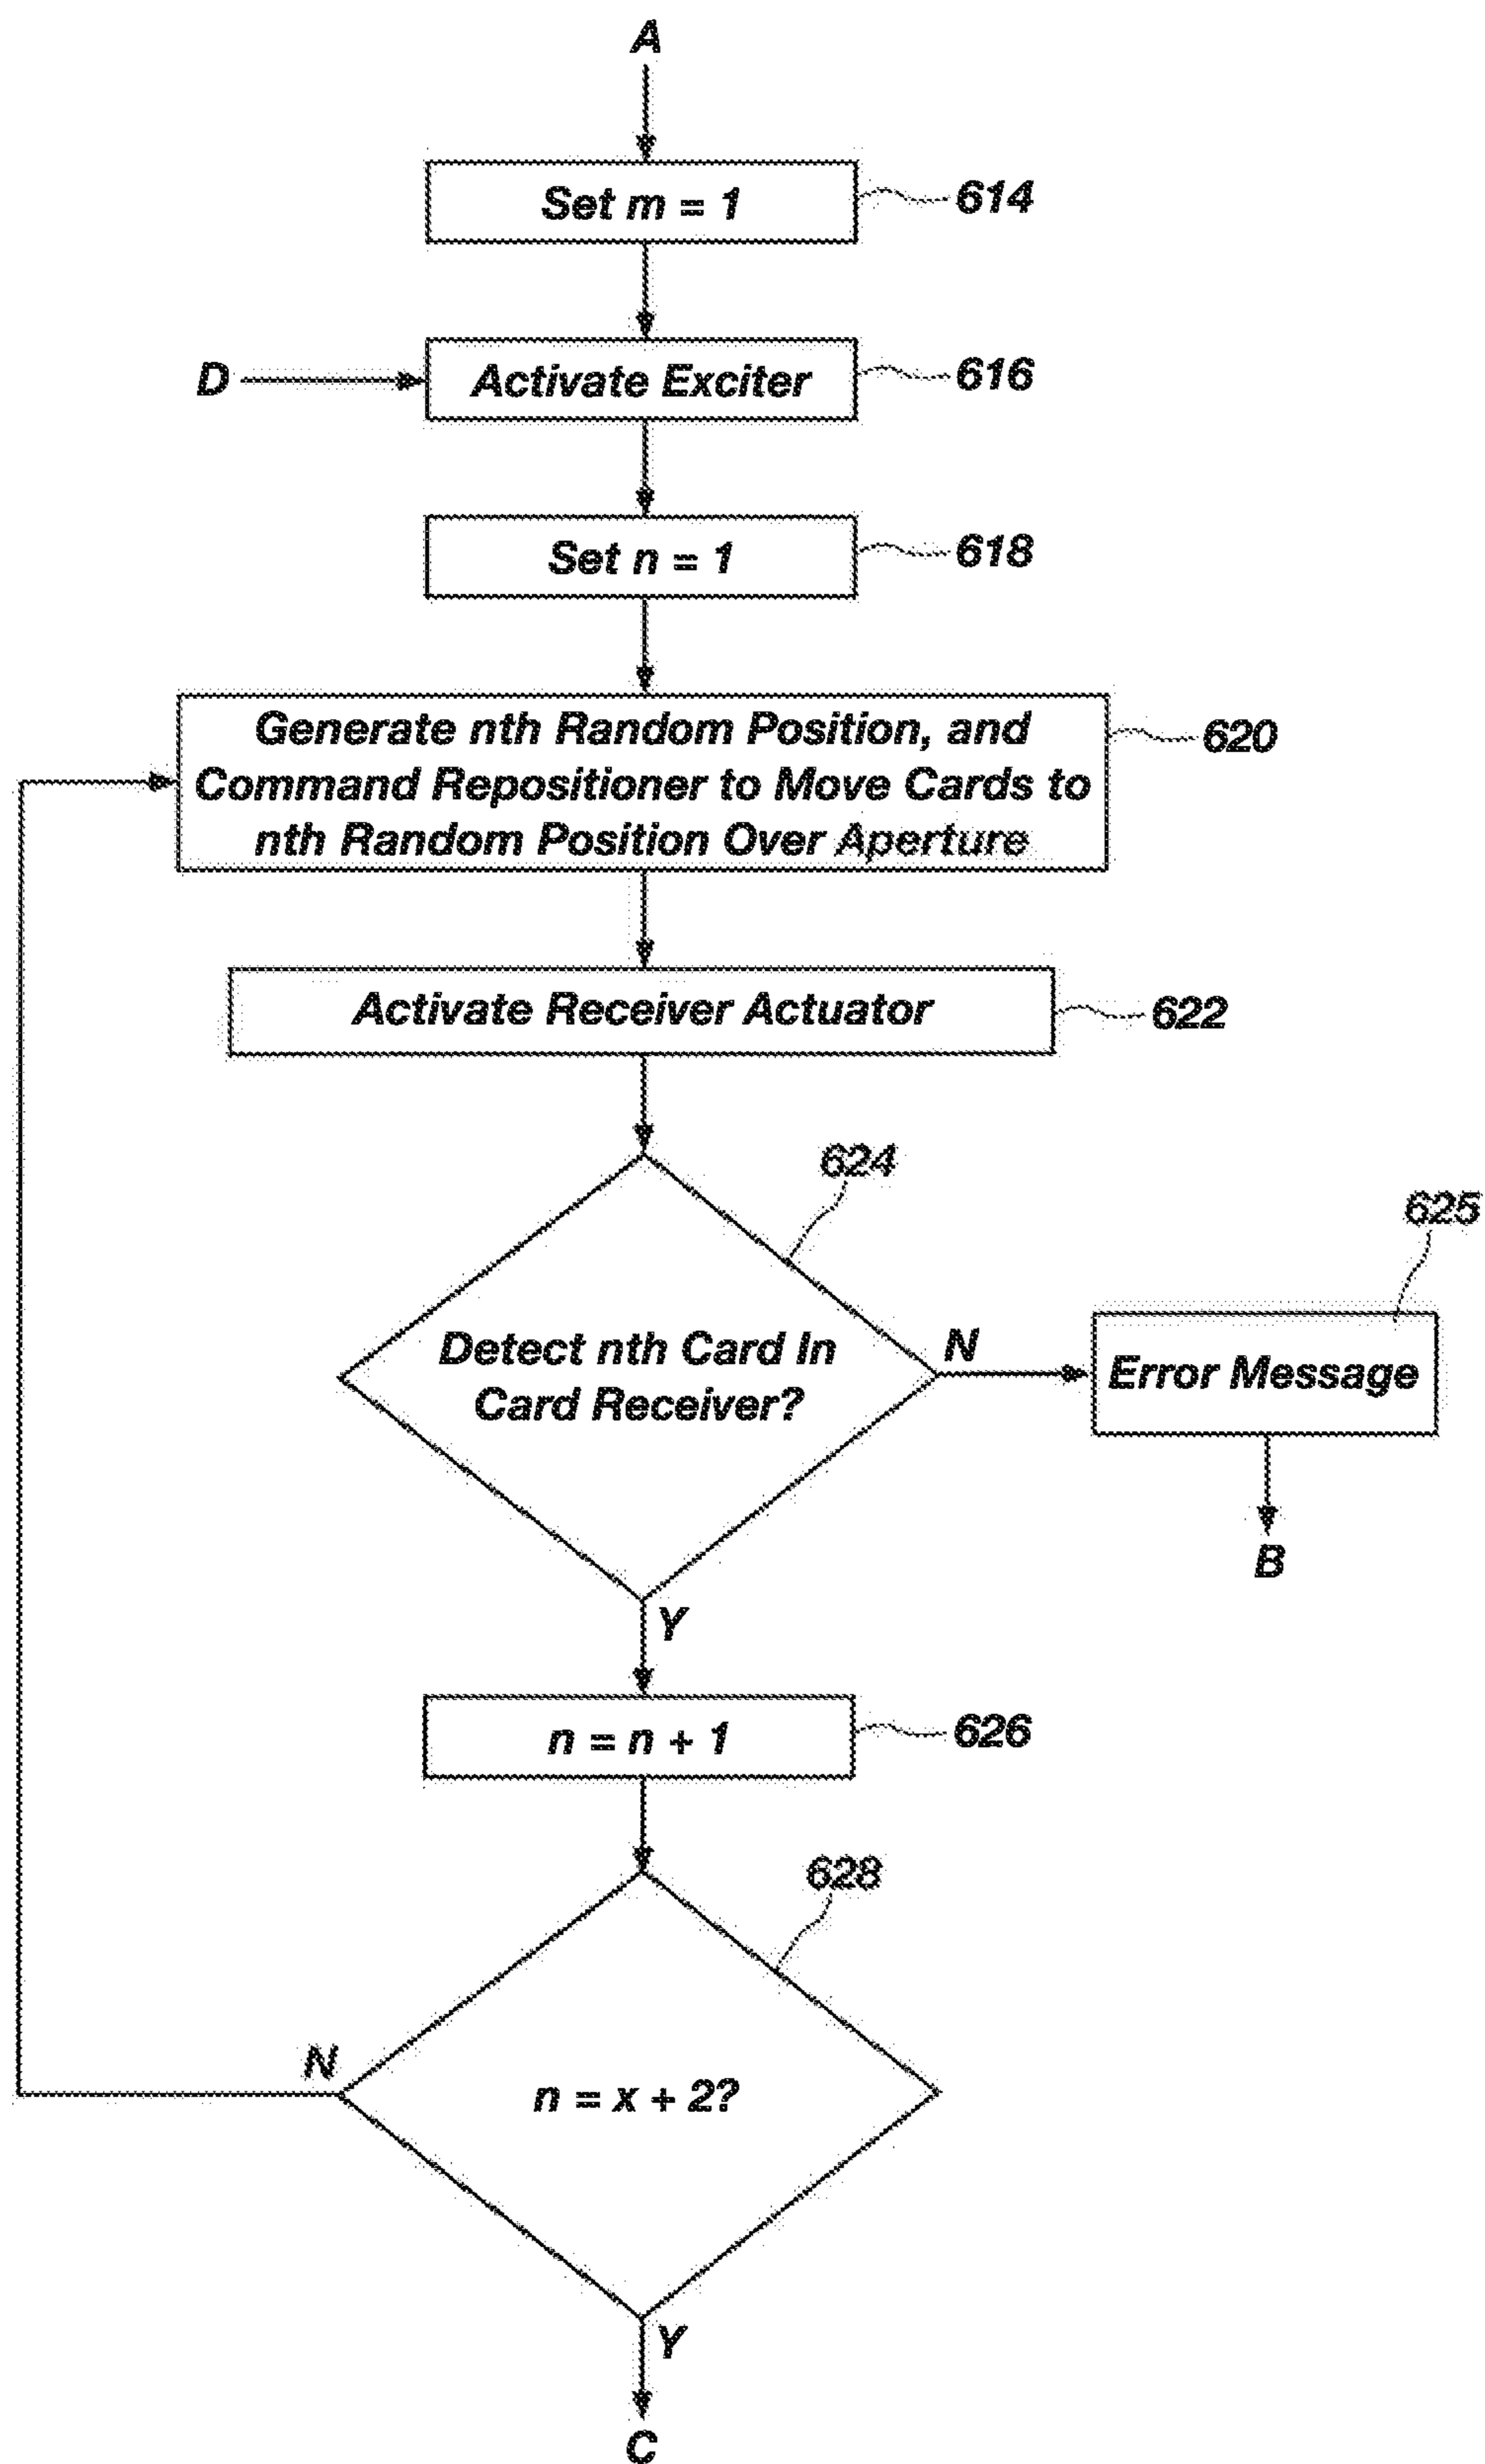 A
Set m = 1
614
D
Activate Exciter
616
Set n = 1
618
Generate nth Random Position, and
Command Repositioner to Move Cards to
nth Random Position Over Aperture
620
Activate Receiver Actuator
622
624
625
Detect nth Card In
Card Receiver?
N
Error Message
B
Y
n = n + 1
626
628
N
n = x + 2?
Y
C